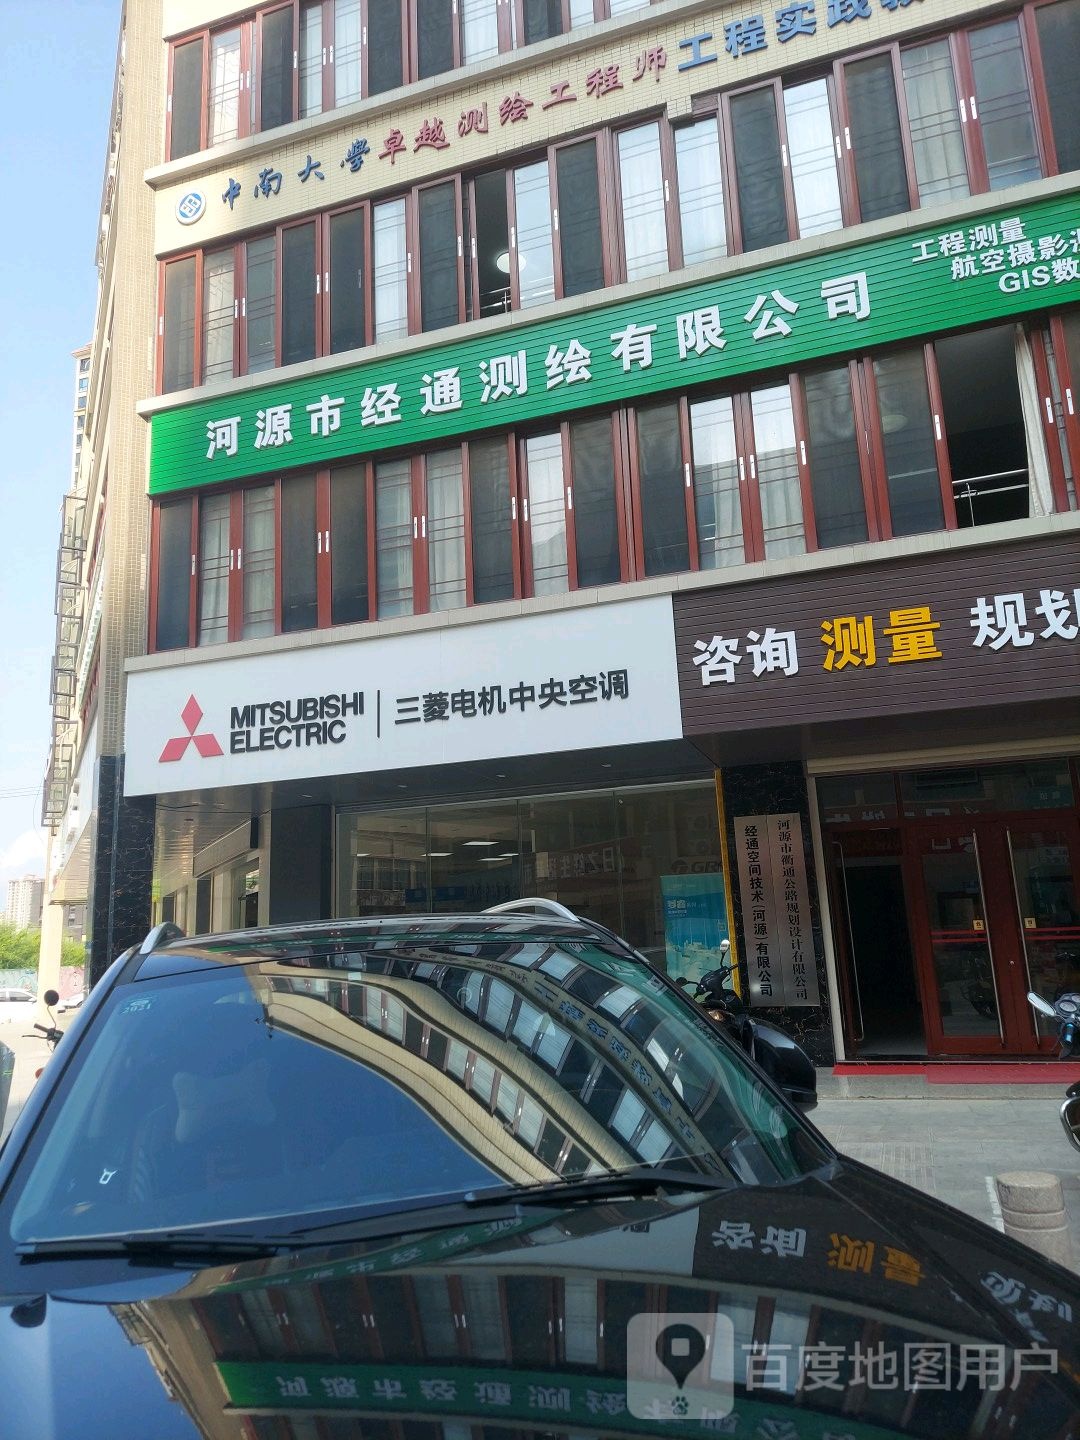 中南大学卓越测绘工程师工程实践教
河源市经通测绘有限公司
工程测量
航空摄影测
GIS数
MITSUBISHI
ELECTRIC
三菱电机中央空调
咨询 测量 规划
河源市衢通公路规划设计有限公司
经通空间技术（河源）有限公司
2021
百度地图用户